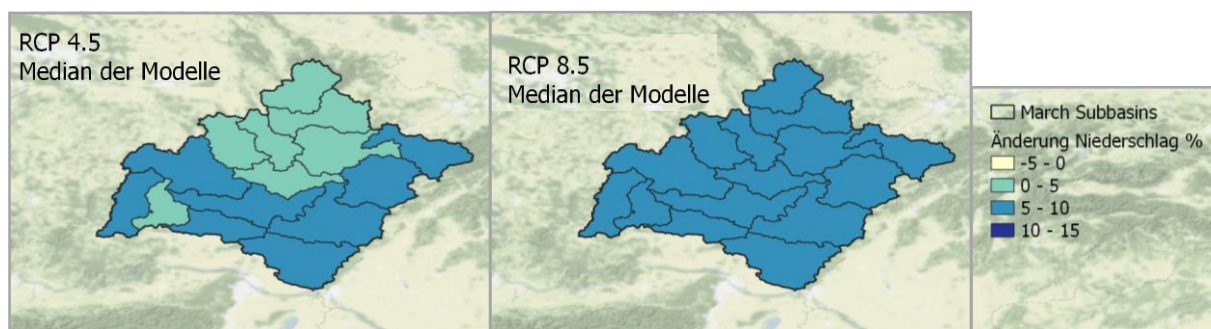 RCP 4.5
Median der Modelle
RCP 8.5
Median der Modelle
March Subbasins
Änderung Niederschlag %
-5 - 0
0 - 5
5 - 10
10 - 15